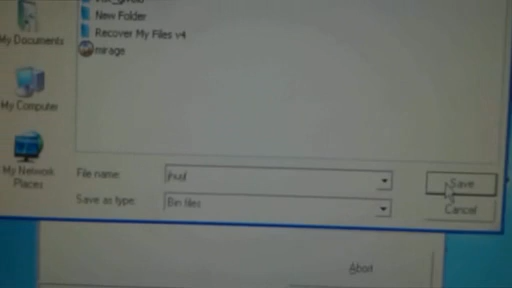 New Folder
My Documents
Recover My Files v4
mirage
My Computer
My Network
Places
File name:
Save
Save as type:
Bin files
Cancel
Abort